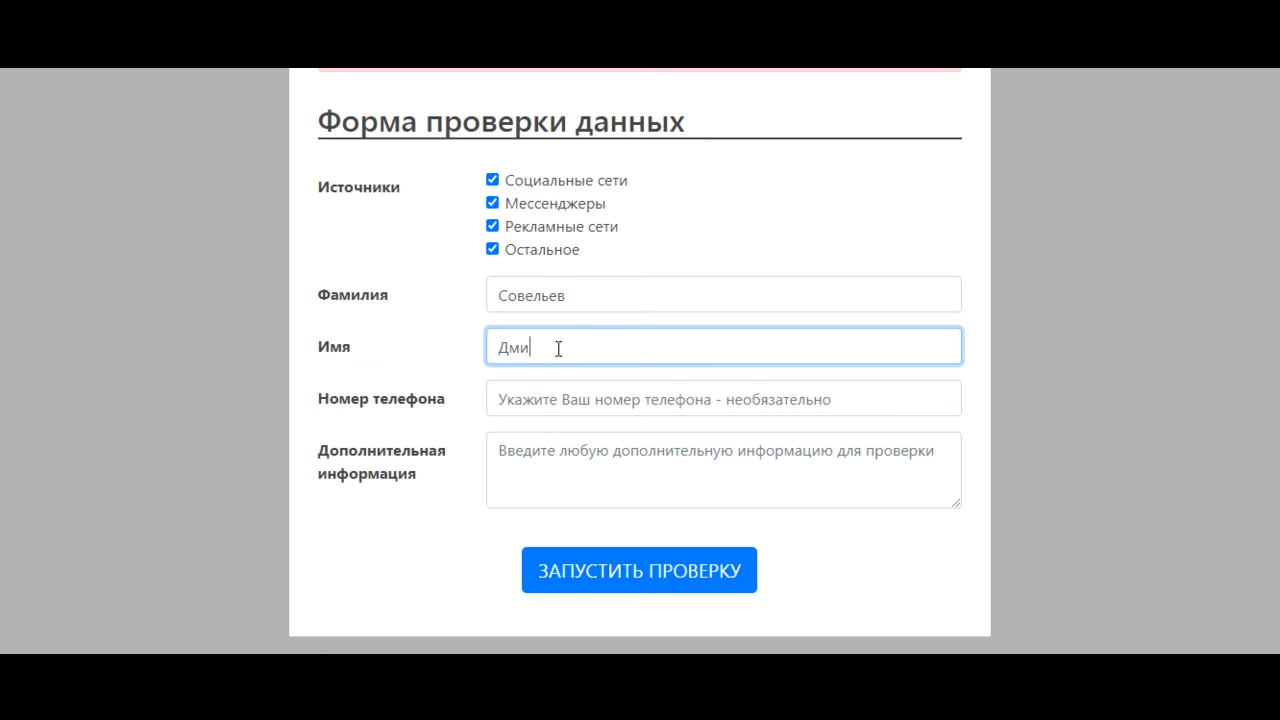 Форма проверки данных
Источники
Социальные сети
Мессенджеры
Рекламные сети
Остальное
Фамилия
Совельев
Имя
Дми
Номер телефона
Укажите Ваш номер телефона - необязательно
Дополнительная
информация
Введите любую дополнительную информацию для проверки
ЗАПУСТИТЬ ПРОВЕРКУ